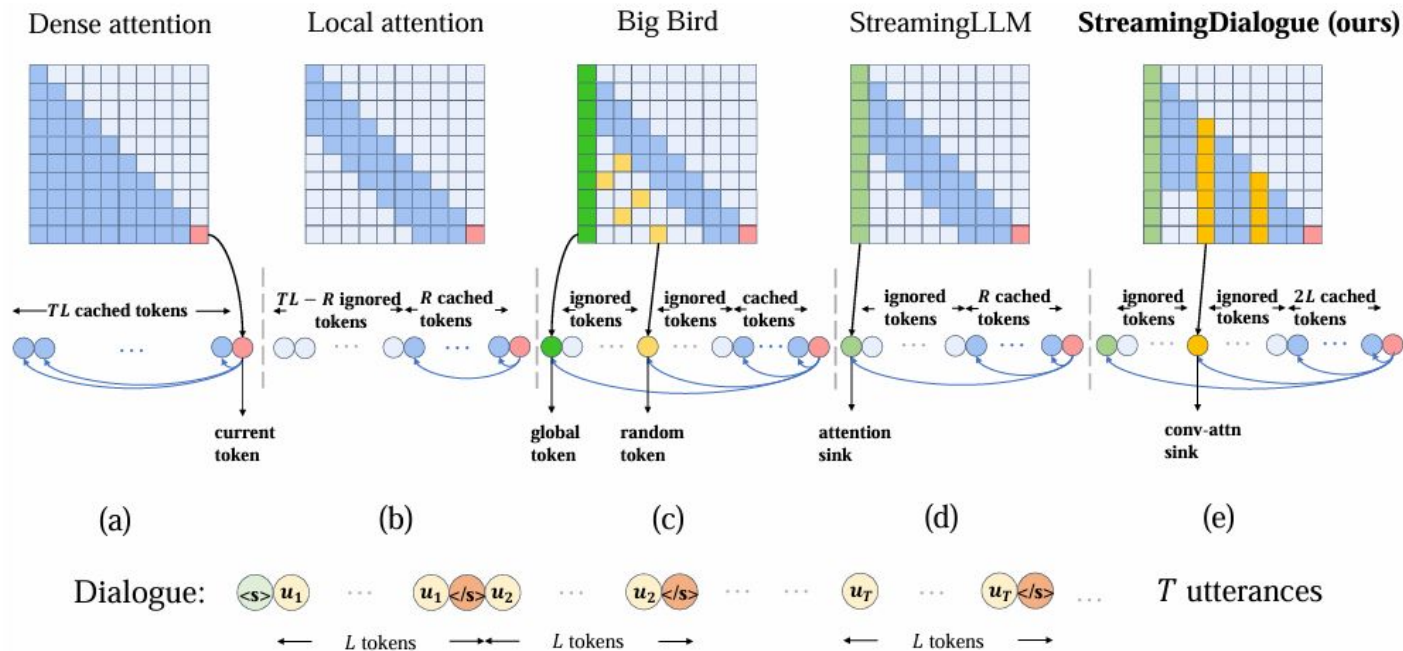 Dense attention
Local attention
Big Bird
StreamingLLM
StreamingDialogue (ours)
TL cached tokens
TL − R ignored tokens
R cached tokens
ignored tokens
ignored tokens
cached tokens
ignored tokens
R cached tokens
ignored tokens
ignored tokens
2L cached tokens
...
...
...
...
...
...
...
...
...
current token
global token
random token
attention sink
conv-attn sink
(a)
(b)
(c)
(d)
(e)
Dialogue: <s> u1 ... u1 </s> u2 ... u2 </s> ... ... uT ... uT </s> ... T utterances
L tokens
L tokens
L tokens